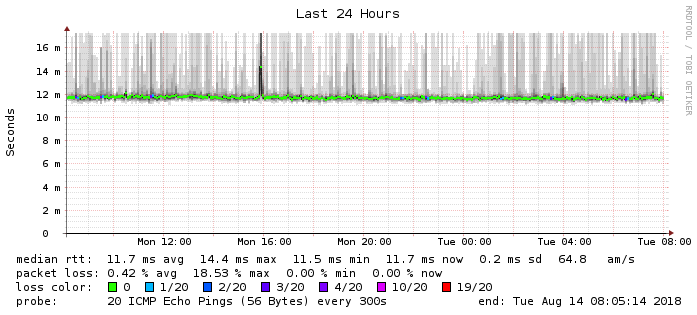 Last 24 Hours
RRDTOOL / TOBI OETIKER
Seconds
16 m
14 m
12 m
10 m
8 m
6 m
4 m
2 m
0
Mon 12:00 Mon 16:00 Mon 20:00 Tue 00:00 Tue 04:00 Tue 08:00
median rtt: 11.7 ms avg 14.4 ms max 11.5 ms min 11.7 ms now 0.2 ms sd 64.8 am/s
packet loss: 0.42 % avg 18.53 % max 0.00 % min 0.00 % now
loss color: 0 1/20 2/20 3/20 4/20 10/20 19/20
probe: 20 ICMP Echo Pings (56 Bytes) every 300s end: Tue Aug 14 08:05:14 2018